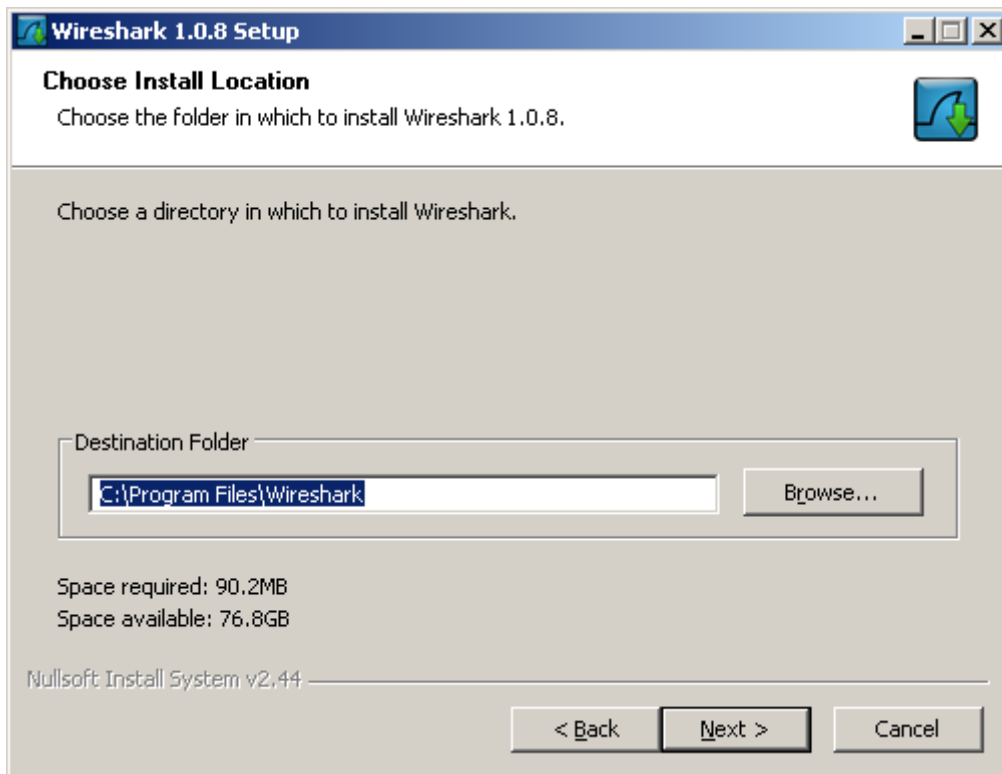 Wireshark 1.0.8 Setup
Choose Install Location
Choose the folder in which to install Wireshark 1.0.8.
Choose a directory in which to install Wireshark.
Destination Folder
C:\Program Files\Wireshark
Browse...
Space required: 90.2MB
Space available: 76.8GB
Nullsoft Install System v2.44
< Back Next > Cancel